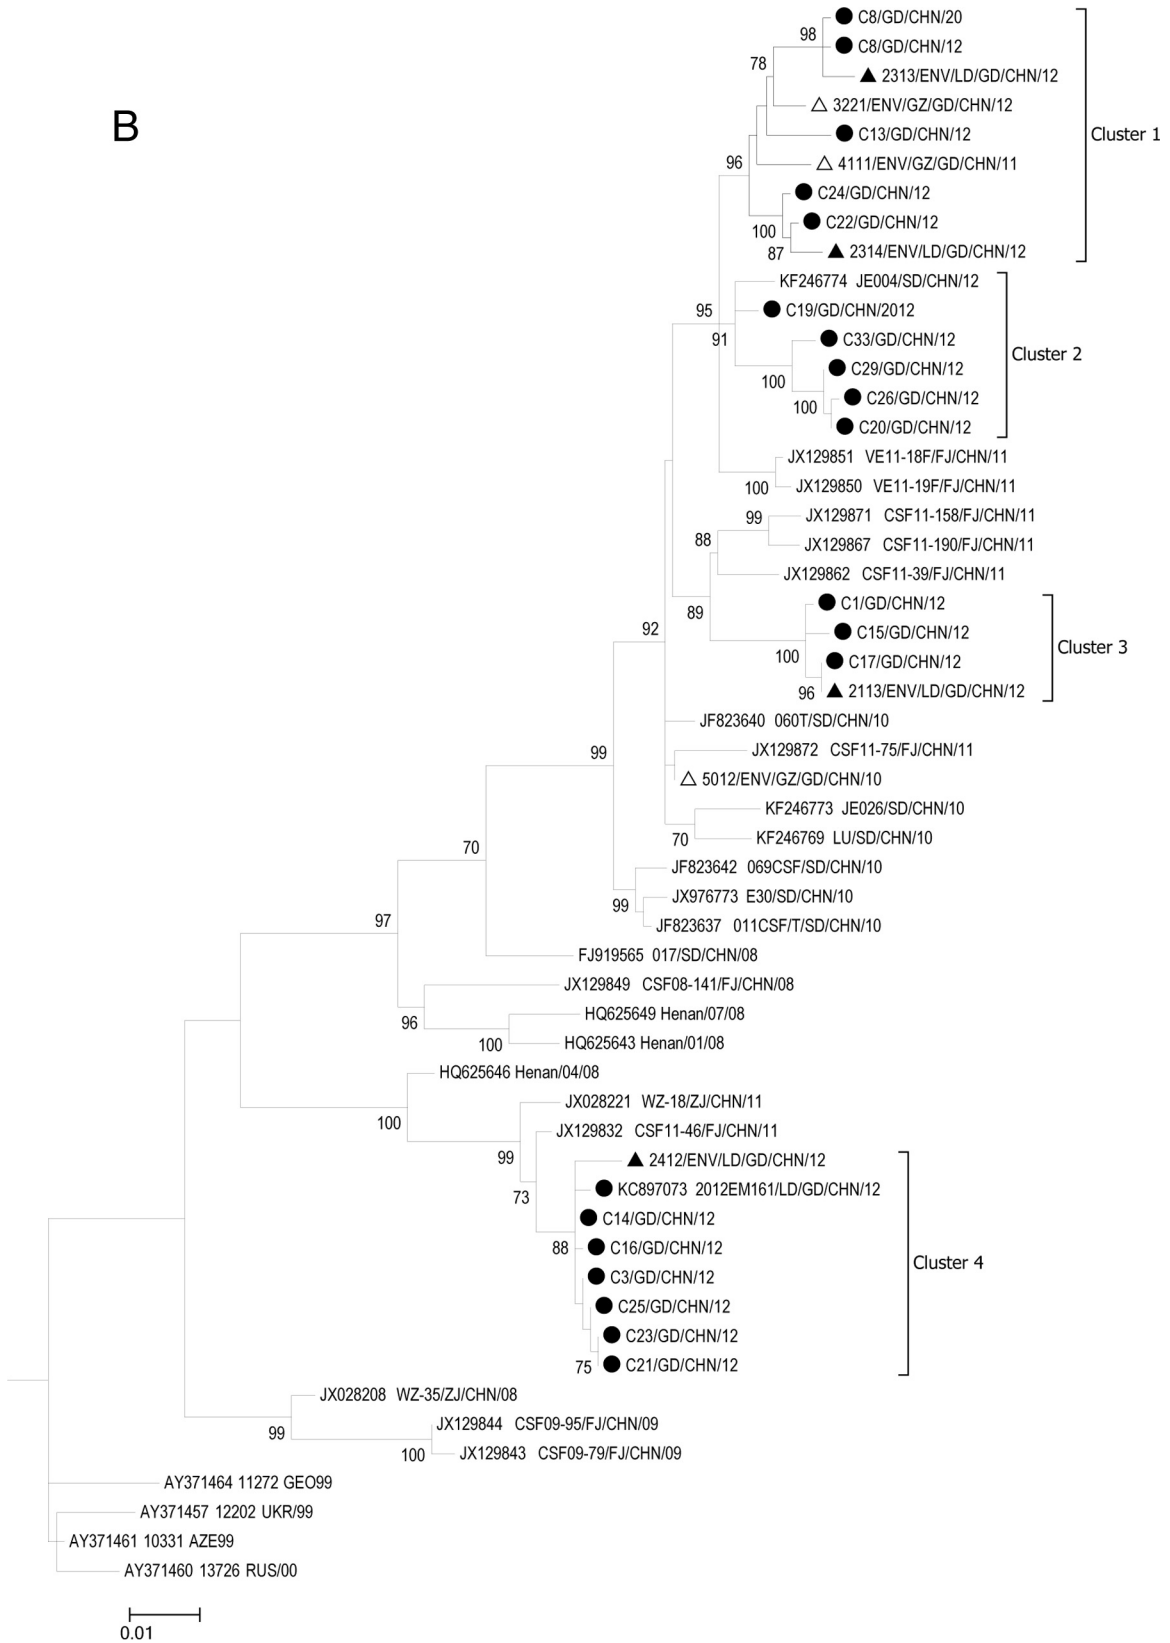 C8/GD/CHN/20
98
C8/GD/CHN/12
78
2313/ENV/LD/GD/CHN/12
B
3221/ENV/GZ/GD/CHN/12
C13/GD/CHN/12
Cluster 1
96
4111/ENV/GZ/GD/CHN/11
C24/GD/CHN/12
C22/GD/CHN/12
100
87
2314/ENV/LD/GD/CHN/12
KF246774 JE004/SD/CHN/12
95
C19/GD/CHN/2012
91
C33/GD/CHN/12
Cluster 2
C29/GD/CHN/12
100
C26/GD/CHN/12
100
C20/GD/CHN/12
JX129851 VE11-18F/FJ/CHN/11
100
JX129850 VE11-19F/FJ/CHN/11
99
JX129871 CSF11-158/FJ/CHN/11
88
JX129867 CSF11-190/FJ/CHN/11
JX129862 CSF11-39/FJ/CHN/11
89
C1/GD/CHN/12
92
C15/GD/CHN/12
Cluster 3
100
C17/GD/CHN/12
96
2113/ENV/LD/GD/CHN/12
JF823640 060T/SD/CHN/10
99
JX129872 CSF11-75/FJ/CHN/11
5012/ENV/GZ/GD/CHN/10
KF246773 JE026/SD/CHN/10
70
KF246769 LU/SD/CHN/10
70
JF823642 069CSF/SD/CHN/10
JX976773 E30/SD/CHN/10
99
JF823637 011CSF/T/SD/CHN/10
97
FJ919565 017/SD/CHN/08
JX129849 CSF08-141/FJ/CHN/08
96
HQ625649 Henan/07/08
100
HQ625643 Henan/01/08
HQ625646 Henan/04/08
100
JX028221 WZ-18/ZJ/CHN/11
JX129832 CSF11-46/FJ/CHN/11
99
2412/ENV/LD/GD/CHN/12
73
KC897073 2012EM161/LD/GD/CHN/12
C14/GD/CHN/12
88
C16/GD/CHN/12
Cluster 4
C3/GD/CHN/12
C25/GD/CHN/12
C23/GD/CHN/12
75
C21/GD/CHN/12
JX028208 WZ-35/ZJ/CHN/08
99
JX129844 CSF09-95/FJ/CHN/09
100
JX129843 CSF09-79/FJ/CHN/09
AY371464 11272 GEO99
AY371457 12202 UKR/99
AY371461 10331 AZE99
AY371460 13726 RUS/00
0.01